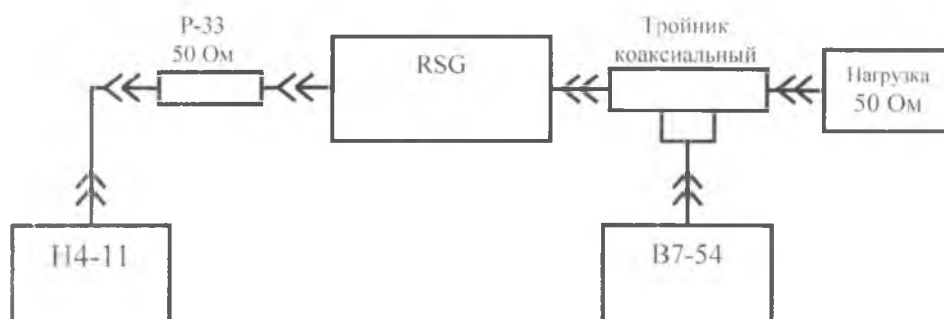 Р-33
50 Ом
RSG
Тройник
коаксиальный
Нагрузка
50 Ом
Н4-11
В7-54